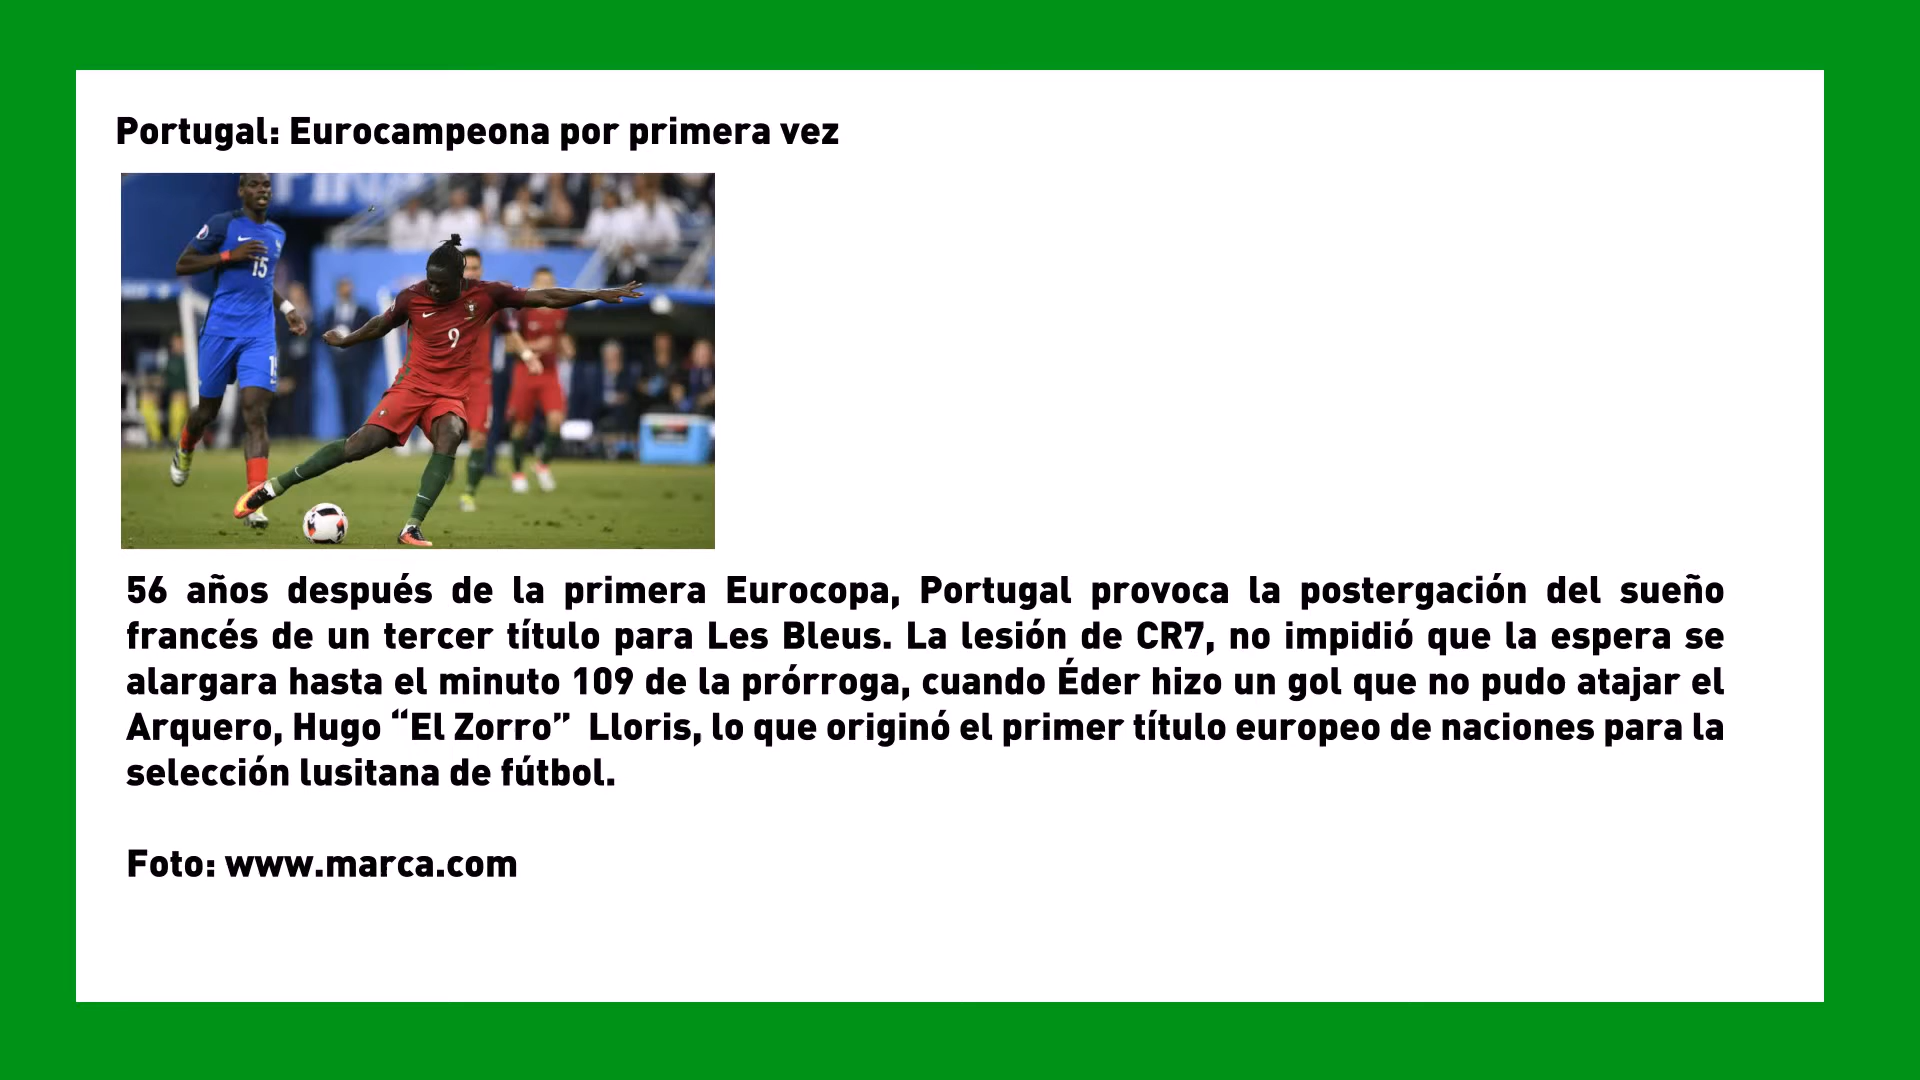 Portugal: Eurocampeona por primera vez
FINAL
15
15
9
56 años después de la primera Eurocopa, Portugal provoca la postergación del sueño
francés de un tercer título para Les Bleus. La lesión de CR7, no impidió que la espera se
alargara hasta el minuto 109 de la prórroga, cuando Éder hizo un gol que no pudo atajar el
Arquero, Hugo “El Zorro”  Lloris, lo que originó el primer título europeo de naciones para la
selección lusitana de fútbol.
Foto: www.marca.com